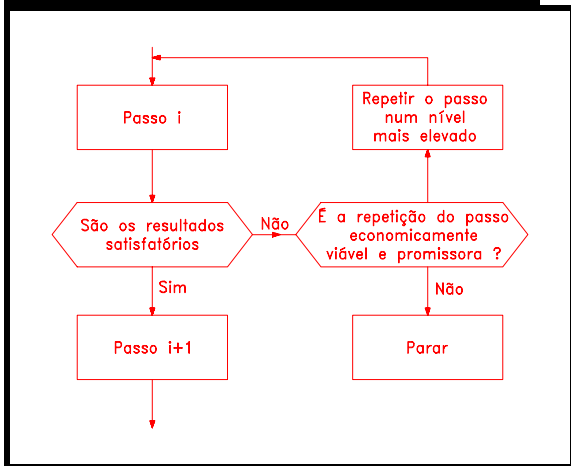 Passo i
Repetir o passo
num nível
mais elevado
São os resultados
satisfatórios
Não
É a repetição do passo
economicamente
viável e promissora ?
Sim
Não
Passo i+1
Parar